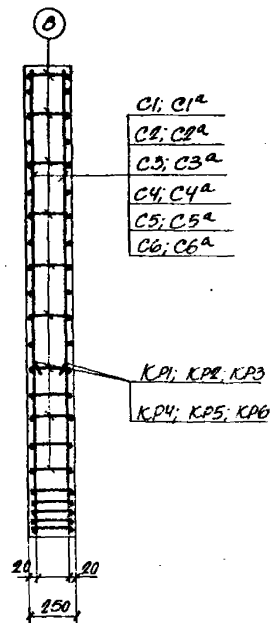 В
С1; С1а
С2; С2а
С3; С3а
С4; С4а
С5; С5а
С6; С6а
КР1; КР2; КР3
КР4; КР5; КР6
20 20
250